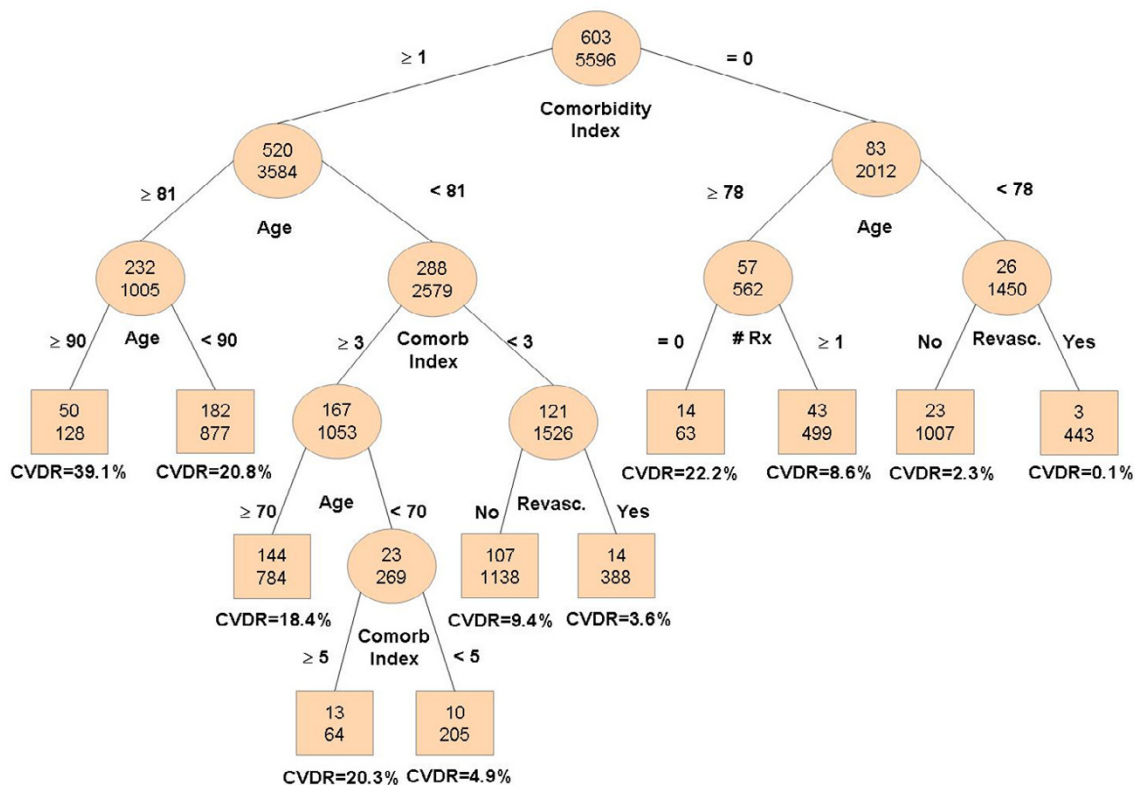 603
5596
≥ 1
= 0
Comorbidity
Index
520
3584
83
2012
≥ 81
< 81
Age
≥ 78
< 78
Age
232
1005
288
2579
57
562
26
1450
≥ 90
Age
< 90
≥ 3
Comorb
Index
< 3
= 0
# Rx
≥ 1
No
Revasc.
Yes
50
128
CVDR=39.1%
182
877
CVDR=20.8%
167
1053
121
1526
14
63
CVDR=22.2%
43
499
CVDR=8.6%
23
1007
CVDR=2.3%
3
443
CVDR=0.1%
≥ 70
Age
< 70
No
Revasc.
Yes
144
784
CVDR=18.4%
23
269
107
1138
CVDR=9.4%
14
388
CVDR=3.6%
≥ 5
Comorb
Index
< 5
13
64
CVDR=20.3%
10
205
CVDR=4.9%